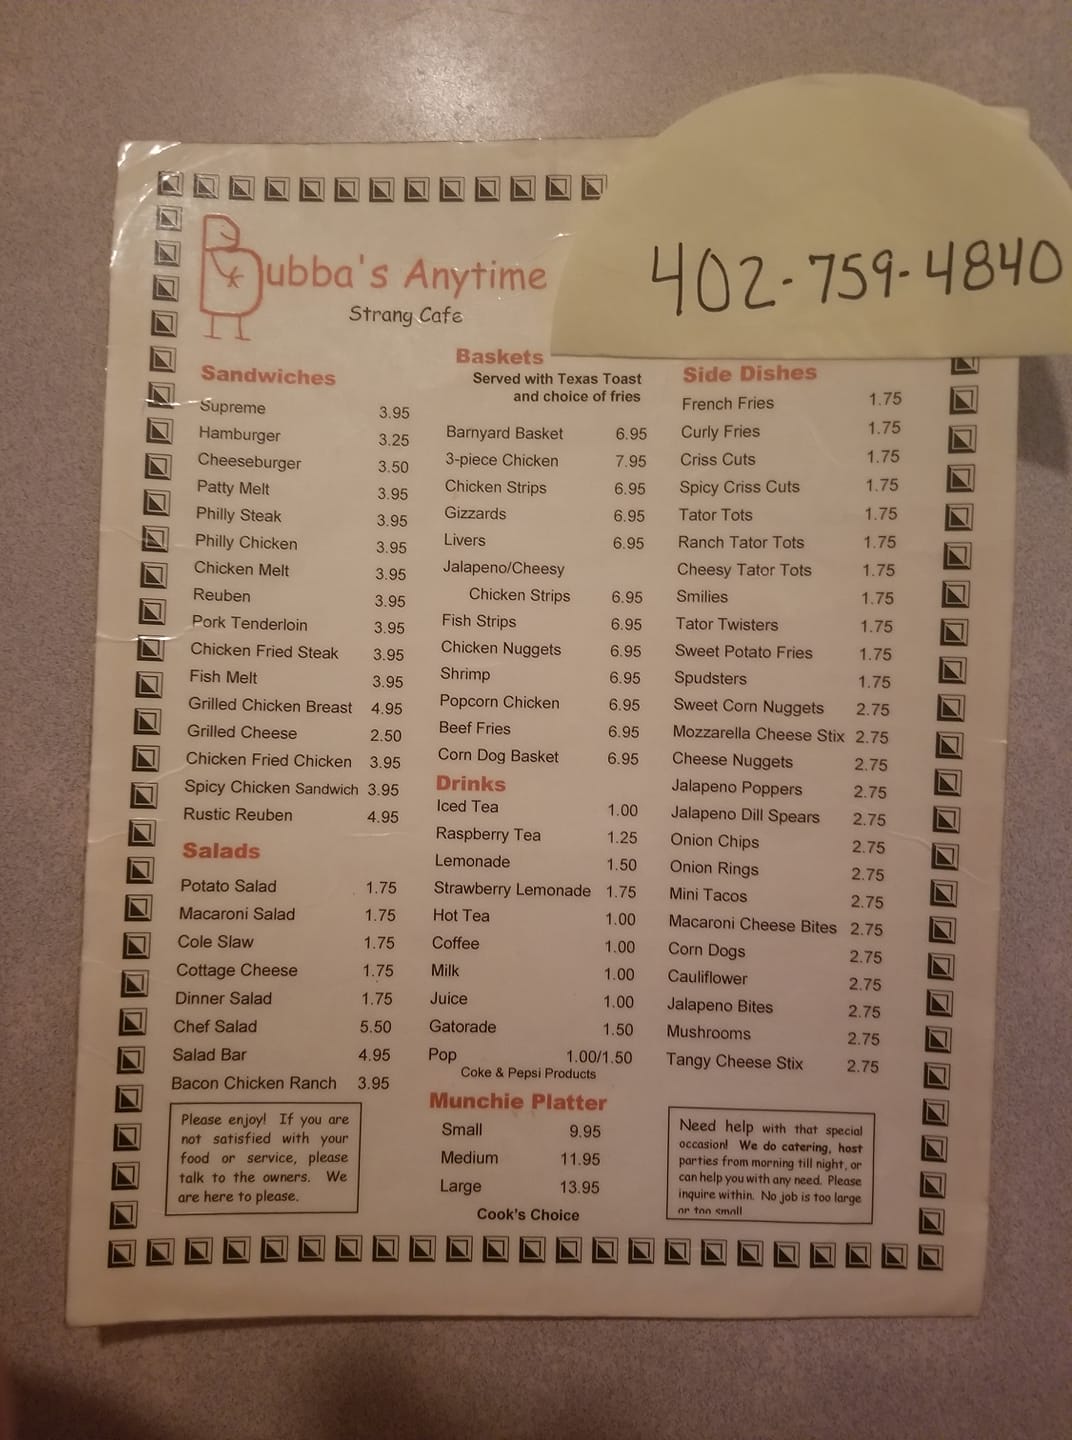 402-759-4840
Bubba's Anytime
Strang Cafe
Sandwiches
Supreme 3.95
Hamburger 3.25
Cheeseburger 3.50
Patty Melt 3.95
Philly Steak 3.95
Philly Chicken 3.95
Chicken Melt 3.95
Reuben 3.95
Pork Tenderloin 3.95
Chicken Fried Steak 3.95
Fish Melt 3.95
Grilled Chicken Breast 4.95
Grilled Cheese 2.50
Chicken Fried Chicken 3.95
Spicy Chicken Sandwich 3.95
Rustic Reuben 4.95
Salads
Potato Salad 1.75
Macaroni Salad 1.75
Cole Slaw 1.75
Cottage Cheese 1.75
Dinner Salad 1.75
Chef Salad 5.50
Salad Bar 4.95
Bacon Chicken Ranch 3.95
Please enjoy! If you are
not satisfied with your
food or service, please
talk to the owners. We
are here to please.
Baskets
Served with Texas Toast
and choice of fries
Barnyard Basket 6.95
3-piece Chicken 7.95
Chicken Strips 6.95
Gizzards 6.95
Livers 6.95
Jalapeno/Cheesy
Chicken Strips 6.95
Fish Strips 6.95
Chicken Nuggets 6.95
Shrimp 6.95
Popcorn Chicken 6.95
Beef Fries 6.95
Corn Dog Basket 6.95
Drinks
Iced Tea 1.00
Raspberry Tea 1.25
Lemonade 1.50
Strawberry Lemonade 1.75
Hot Tea 1.00
Coffee 1.00
Milk 1.00
Juice 1.00
Gatorade 1.50
Pop 1.00/1.50
Coke & Pepsi Products
Munchie Platter
Small 9.95
Medium 11.95
Large 13.95
Cook's Choice
Side Dishes
French Fries 1.75
Curly Fries 1.75
Criss Cuts 1.75
Spicy Criss Cuts 1.75
Tator Tots 1.75
Ranch Tator Tots 1.75
Cheesy Tator Tots 1.75
Smilies 1.75
Tator Twisters 1.75
Sweet Potato Fries 1.75
Spudsters 1.75
Sweet Corn Nuggets 2.75
Mozzarella Cheese Stix 2.75
Cheese Nuggets 2.75
Jalapeno Poppers 2.75
Jalapeno Dill Spears 2.75
Onion Chips 2.75
Onion Rings 2.75
Mini Tacos 2.75
Macaroni Cheese Bites 2.75
Corn Dogs 2.75
Cauliflower 2.75
Jalapeno Bites 2.75
Mushrooms 2.75
Tangy Cheese Stix 2.75
Need help with that special
occasion! We do catering, host
parties from morning till night, or
can help you with any need. Please
inquire within. No job is too large
or too small